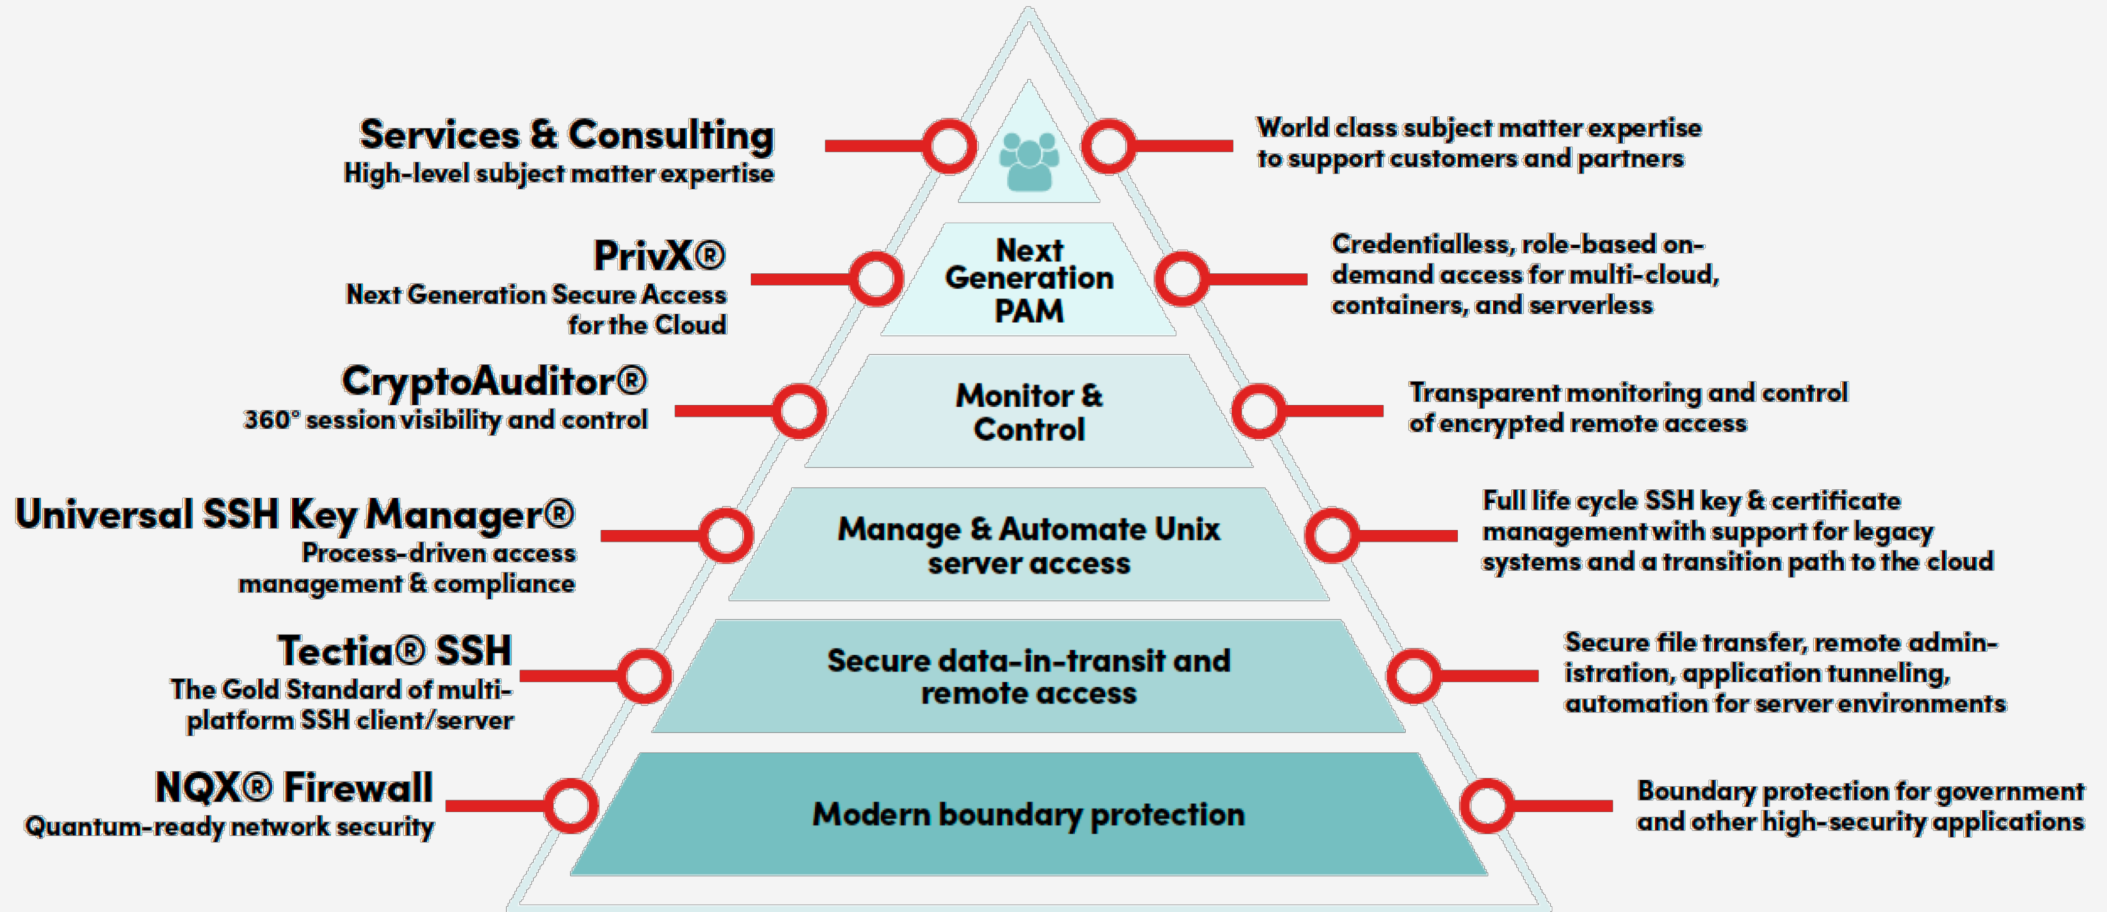 Services & Consulting
High-level subject matter expertise
World class subject matter expertise
to support customers and partners
PrivX®
Next Generation Secure Access
for the Cloud
Next
Generation
PAM
Credentialless, role-based on-
demand access for multi-cloud,
containers, and serverless
CryptoAuditor®
360° session visibility and control
Monitor &
Control
Transparent monitoring and control
of encrypted remote access
Universal SSH Key Manager®
Process-driven access
management & compliance
Manage & Automate Unix
server access
Full life cycle SSH key & certificate
management with support for legacy
systems and a transition path to the cloud
Tectia® SSH
The Gold Standard of multi-
platform SSH client/server
Secure data-in-transit and
remote access
Secure file transfer, remote admin-
istration, application tunneling,
automation for server environments
NQX® Firewall
Quantum-ready network security
Modern boundary protection
Boundary protection for government
and other high-security applications